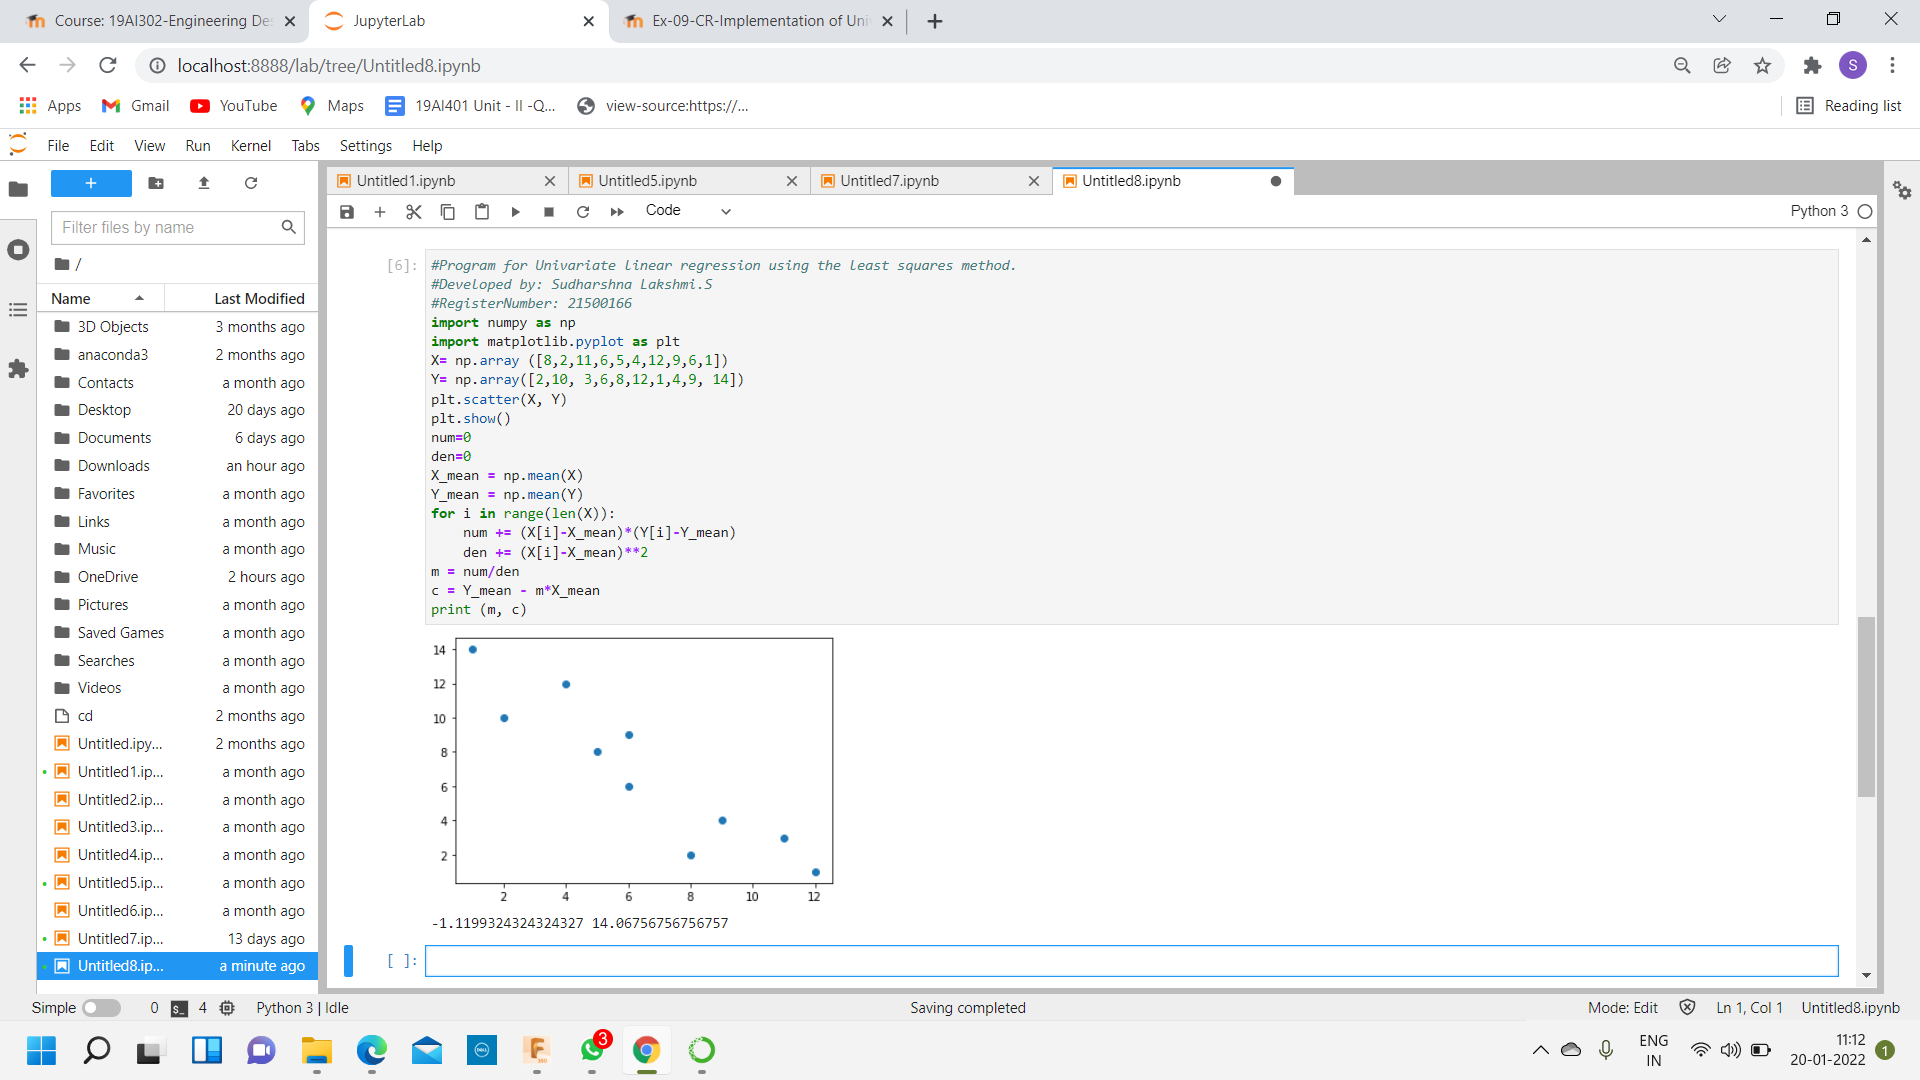 Course: 19AI302-Engineering De
JupyterLab
Ex-09-CR-Implementation of Uni
localhost:8888/lab/tree/Untitled8.ipynb
S
Apps
Gmail
YouTube
Maps
19AI401 Unit - II -Q...
view-source:https://...
Reading list
File Edit View Run Kernel Tabs Settings Help
Untitled1.ipynb
Untitled5.ipynb
Untitled7.ipynb
Untitled8.ipynb
Code
Python 3
Filter files by name
/
Name Last Modified
3D Objects 3 months ago
anaconda3 2 months ago
Contacts a month ago
Desktop 20 days ago
Documents 6 days ago
Downloads an hour ago
Favorites a month ago
Links a month ago
Music a month ago
OneDrive 2 hours ago
Pictures a month ago
Saved Games a month ago
Searches a month ago
Videos a month ago
cd 2 months ago
Untitled.ipy... 2 months ago
Untitled1.ip... a month ago
Untitled2.ip... a month ago
Untitled3.ip... a month ago
Untitled4.ip... a month ago
Untitled5.ip... a month ago
Untitled6.ip... a month ago
Untitled7.ip... 13 days ago
Untitled8.ip... a minute ago
[6]:
#Program for Univariate linear regression using the least squares method.
#Developed by: Sudharshna Lakshmi.S
#RegisterNumber: 21500166
import numpy as np
import matplotlib.pyplot as plt
X= np.array ([8,2,11,6,5,4,12,9,6,1])
Y= np.array([2,10, 3,6,8,12,1,4,9, 14])
plt.scatter(X, Y)
plt.show()
num=0
den=0
X_mean = np.mean(X)
Y_mean = np.mean(Y)
for i in range(len(X)):
    num += (X[i]-X_mean)*(Y[i]-Y_mean)
    den += (X[i]-X_mean)**2
m = num/den
c = Y_mean - m*X_mean
print (m, c)
14
12
10
8
6
4
2
2 4 6 8 10 12
-1.1199324324324327 14.06756756756757
[ ]:
Simple 0 4 Python 3 | Idle
Saving completed
Mode: Edit Ln 1, Col 1 Untitled8.ipynb
3
ENG
IN
11:12
20-01-2022
1